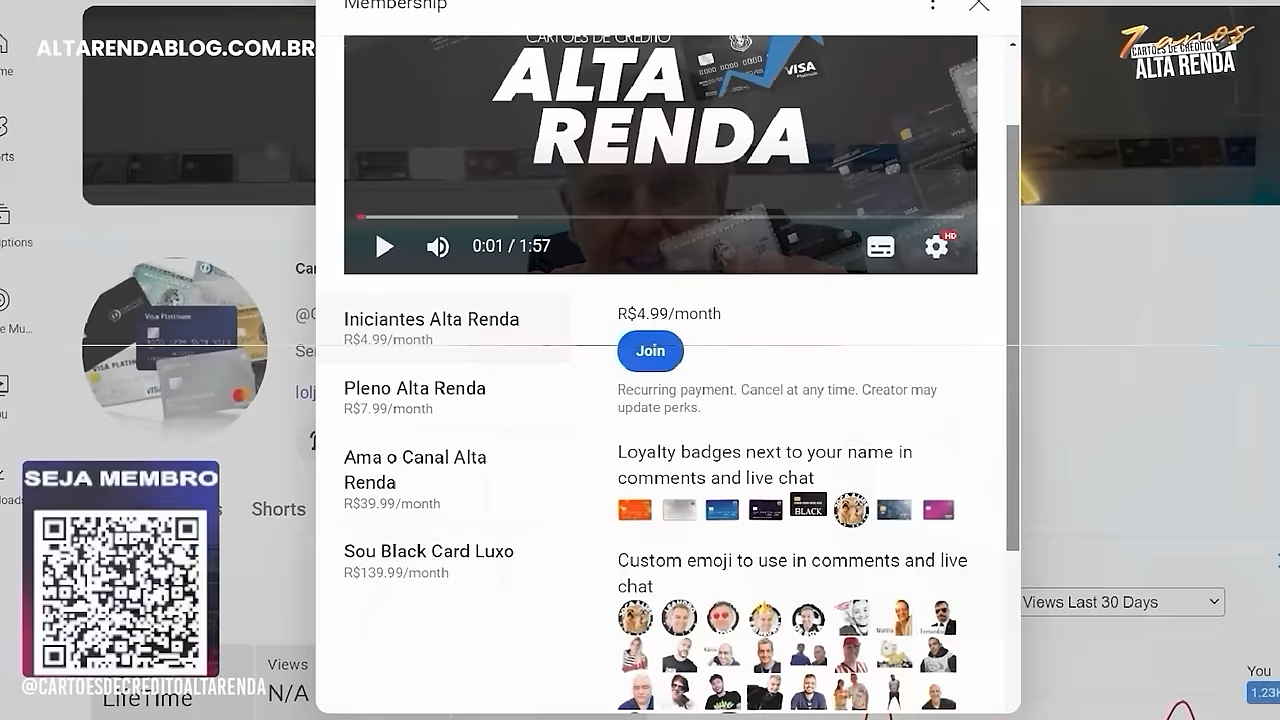 Membership
ALTARENDABLOG.COM.BR
7 anos
CARTÕES DE CRÉDITO
ALTA RENDA
CARTÕES DE CRÉDITO
ALTA
RENDA
VISA
Platinum
0:01 / 1:57
HD
Iniciantes Alta Renda
R$4.99/month
Pleno Alta Renda
R$7.99/month
Ama o Canal Alta
Renda
R$39.99/month
Sou Black Card Luxo
R$139.99/month
R$4.99/month
Join
Recurring payment. Cancel at any time. Creator may
update perks.
Loyalty badges next to your name in
comments and live chat
BLACK
Custom emoji to use in comments and live
chat
Visa Platinum
SEJA MEMBRO
Shorts
Views
N/A
@CARTOESDECREDITOALTARENDA
LifeTime
Views Last 30 Days
You